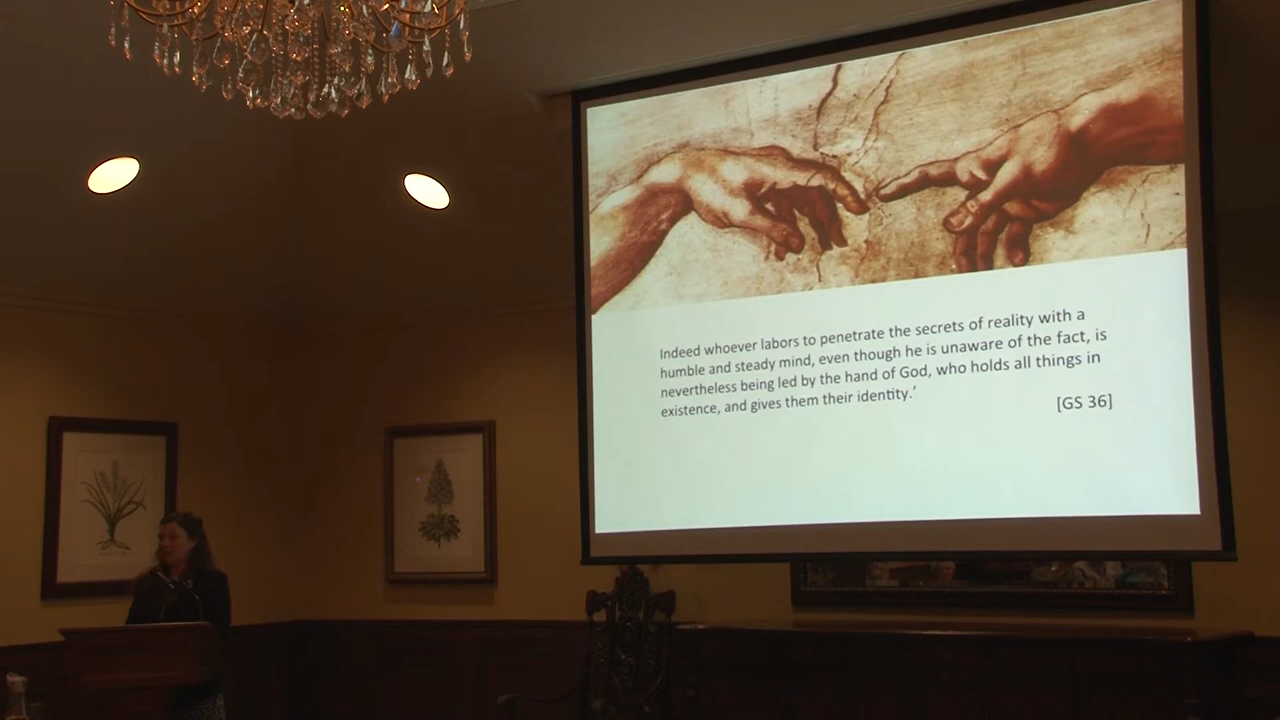 Indeed whoever labors to penetrate the secrets of reality with a
humble and steady mind, even though he is unaware of the fact, is
nevertheless being led by the hand of God, who holds all things in
existence, and gives them their identity.’
[GS 36]